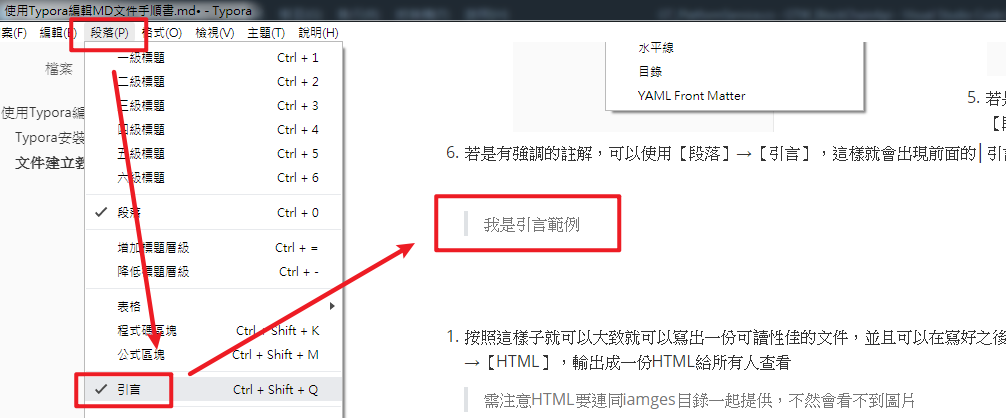 使用Typora編輯MD文件手順書.md• - Typora
案(F) 編輯(E) 段落(P) 格式(O) 檢視(V) 主題(T) 說明(H)
檔案
使用Typora編
Typora安裝
文件建立教
一級標題 Ctrl + 1
二級標題 Ctrl + 2
三級標題 Ctrl + 3
四級標題 Ctrl + 4
五級標題 Ctrl + 5
六級標題 Ctrl + 6
段落 Ctrl + 0
增加標題層級 Ctrl + =
降低標題層級 Ctrl + -
表格
程式碼區塊 Ctrl + Shift + K
公式區塊 Ctrl + Shift + M
引言 Ctrl + Shift + Q
水平線
目錄
YAML Front Matter
5. 若是
【段
6. 若是有強調的註解，可以使用【段落】→【引言】，這樣就會出現前面的 | 引言
我是引言範例
1. 按照這樣子就可以大致就可以寫出一份可讀性佳的文件，並且可以在寫好之後
→【HTML】，輸出成一份HTML給所有人查看
需注意HTML要連同iamges目錄一起提供，不然會看不到圖片